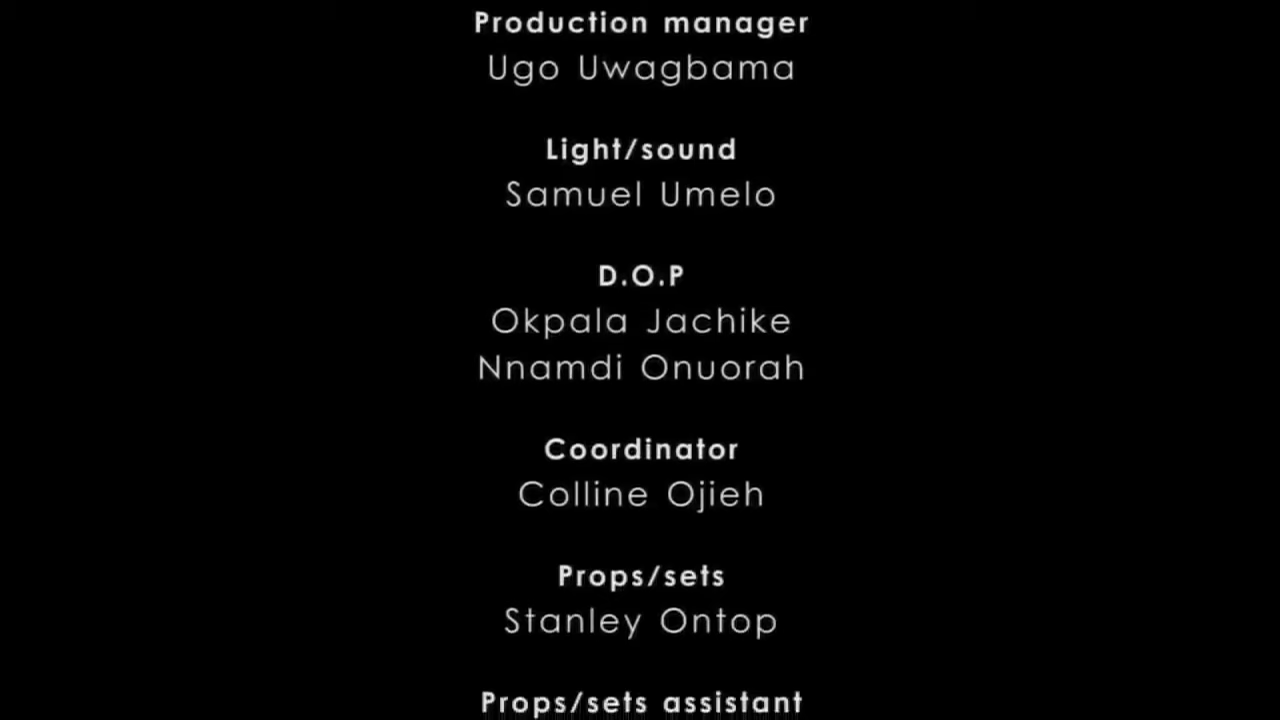 Production manager
Ugo Uwagbama
Light/sound
Samuel Umelo
D.O.P
Okpala Jachike
Nnamdi Onuorah
Coordinator
Colline Ojieh
Props/sets
Stanley Ontop
Props/sets assistant